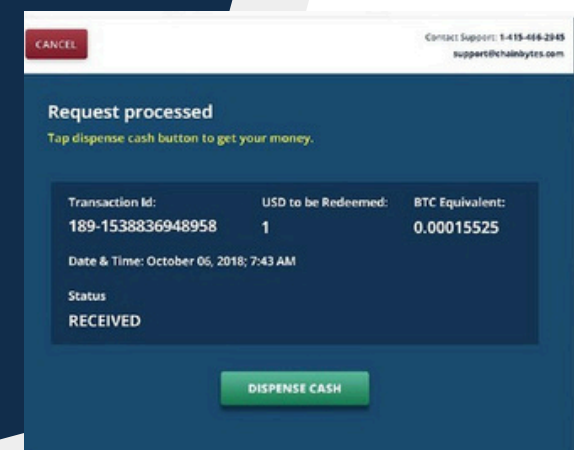 CANCEL
Contact Support: 1-415-466-2945
support@chainbytes.com
Request processed
Tap dispense cash button to get your money.
Transaction Id: USD to be Redeemed: BTC Equivalent:
189-1538836948958 1 0.00015525
Date & Time: October 06, 2018; 7:43 AM
Status
RECEIVED
DISPENSE CASH